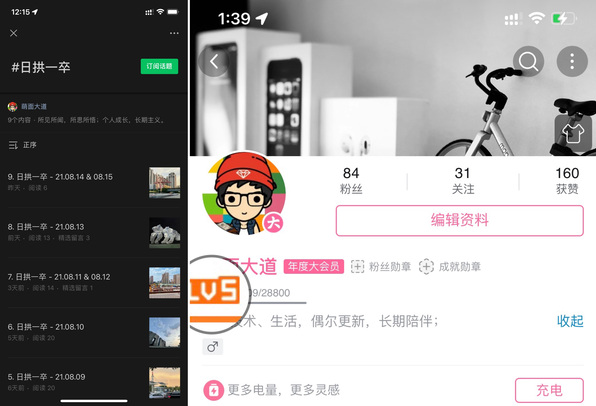 12:15
#日拱一卒
订阅话题
萌面大道
9个内容 · 所见所闻，所思所悟；个人成长，长期主义。
正序
9. 日拱一卒 - 21.08.14 & 08.15
昨天 · 阅读 6
8. 日拱一卒 - 21.08.13
前天 · 阅读 13 · 精选留言 3
7. 日拱一卒 - 21.08.11 & 08.12
3天前 · 阅读 14 · 精选留言 1
6. 日拱一卒 - 21.08.10
5天前 · 阅读 20
5. 日拱一卒 - 21.08.09
6天前 · 阅读 20
1:39
84
粉丝
31
关注
160
获赞
编辑资料
大
大道
年度大会员
粉丝勋章
成就勋章
LV5
/28800
技术、生活，偶尔更新，长期陪伴；
收起
♂
更多电量，更多灵感
充电